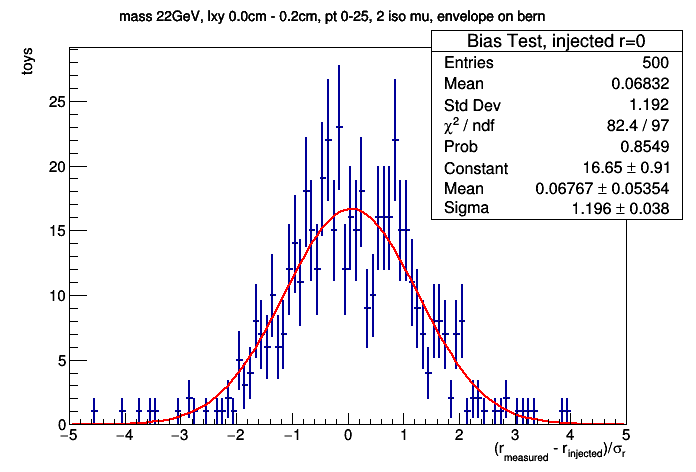 mass 22GeV, lxy 0.0cm - 0.2cm, pt 0-25, 2 iso mu, envelope on bern
Bias Test, injected r=0
Entries 500
Mean 0.06832
Std Dev 1.192
χ² / ndf 82.4 / 97
Prob 0.8549
Constant 16.65 ± 0.91
Mean 0.06767 ± 0.05354
Sigma 1.196 ± 0.038
toys
25
20
15
10
5
0
−5 −4 −3 −2 −1 0 1 2 3 4 5
(r_measured - r_injected)/σ_r